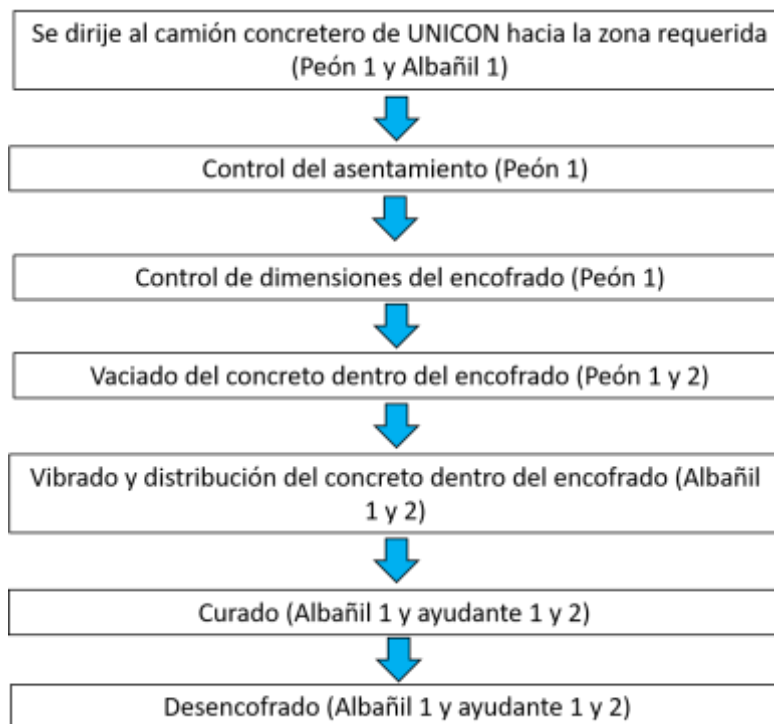 Se dirije al camión concretero de UNICON hacia la zona requerida
(Peón 1 y Albañil 1)
Control del asentamiento (Peón 1)
Control de dimensiones del encofrado (Peón 1)
Vaciado del concreto dentro del encofrado (Peón 1 y 2)
Vibrado y distribución del concreto dentro del encofrado (Albañil
1 y 2)
Curado (Albañil 1 y ayudante 1 y 2)
Desencofrado (Albañil 1 y ayudante 1 y 2)